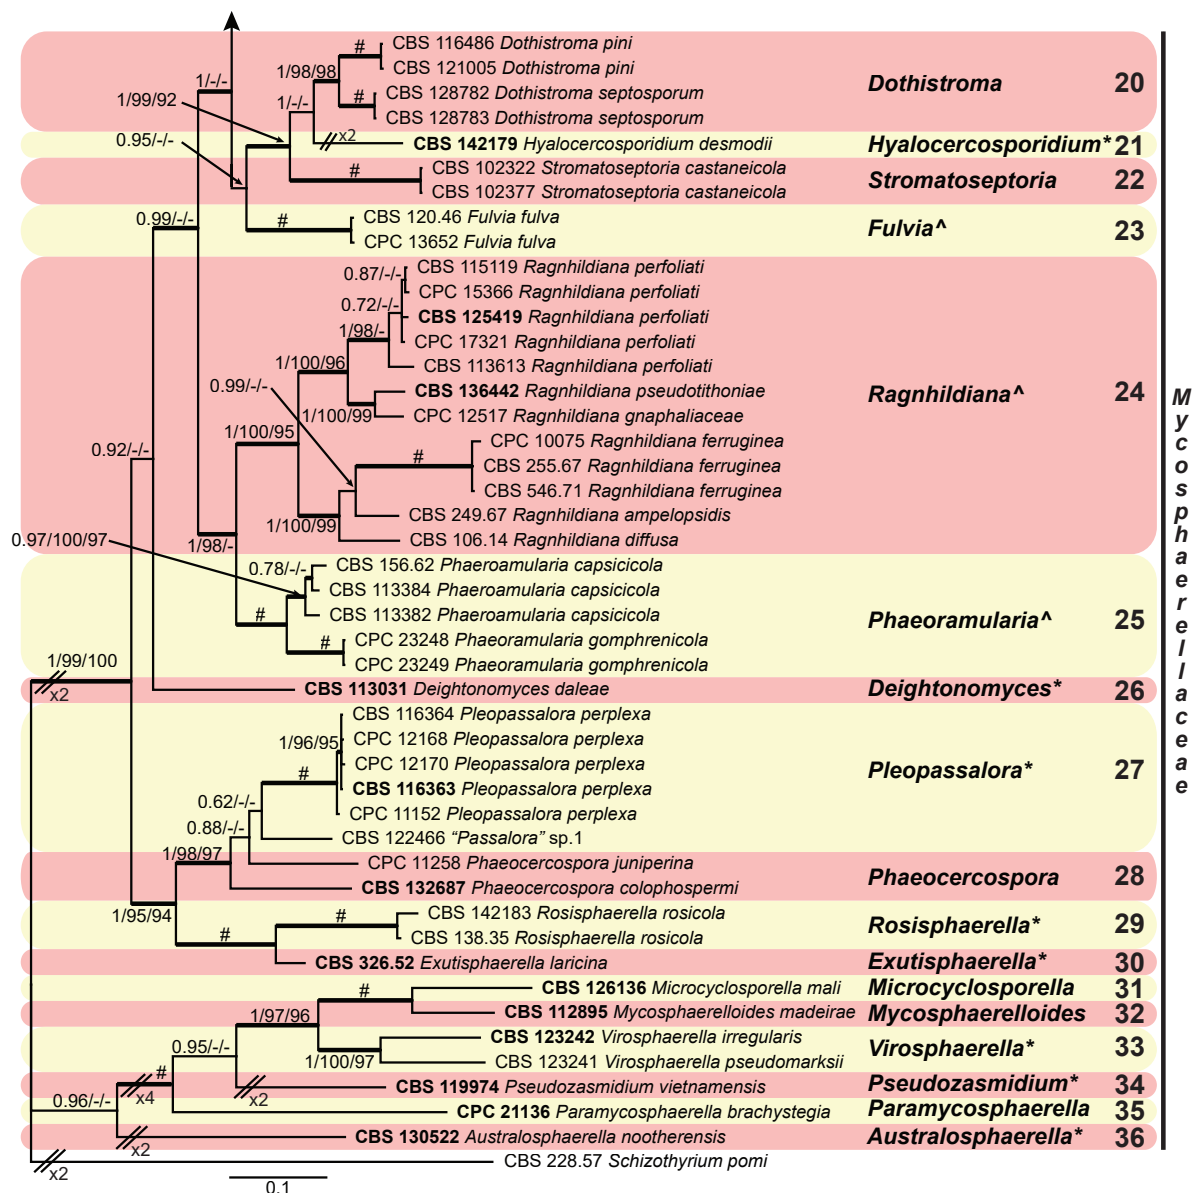 CBS 116486 Dothistroma pini
#
CBS 121005 Dothistroma pini
1/98/98
1/-/-
Dothistroma 20
CBS 128782 Dothistroma septosporum
1/99/92
1/-/-
#
CBS 128783 Dothistroma septosporum
0.95/-/-
x2
CBS 142179 Hyalocercosporidium desmodii
Hyalocercosporidium* 21
CBS 102322 Stromatoseptoria castaneicola
#
Stromatoseptoria 22
CBS 102377 Stromatoseptoria castaneicola
0.99/-/-
CBS 120.46 Fulvia fulva
#
Fulvia^ 23
CPC 13652 Fulvia fulva
CBS 115119 Ragnhildiana perfoliati
0.87/-/-
CPC 15366 Ragnhildiana perfoliati
0.72/-/-
CBS 125419 Ragnhildiana perfoliati
1/98/-
CPC 17321 Ragnhildiana perfoliati
1/100/96
CBS 113613 Ragnhildiana perfoliati
0.99/-/-
CBS 136442 Ragnhildiana pseudotithoniae
Ragnhildiana^ 24
1/100/99
CPC 12517 Ragnhildiana gnaphaliaceae
1/100/95
CPC 10075 Ragnhildiana ferruginea
0.92/-/-
#
CBS 255.67 Ragnhildiana ferruginea
CBS 546.71 Ragnhildiana ferruginea
1/100/99
CBS 249.67 Ragnhildiana ampelopsidis
0.97/100/97
1/98/-
CBS 106.14 Ragnhildiana diffusa
0.78/-/-
CBS 156.62 Phaeroamularia capsicicola
CBS 113384 Phaeroamularia capsicicola
#
CBS 113382 Phaeroamularia capsicicola
Phaeoramularia^ 25
#
CPC 23248 Phaeoramularia gomphrenicola
1/99/100
CPC 23249 Phaeoramularia gomphrenicola
x2
CBS 113031 Deightonomyces daleae
Deightonomyces* 26
CBS 116364 Pleopassalora perplexa
1/96/95
CPC 12168 Pleopassalora perplexa
#
CPC 12170 Pleopassalora perplexa
Pleopassalora* 27
CBS 116363 Pleopassalora perplexa
0.62/-/-
CPC 11152 Pleopassalora perplexa
0.88/-/-
CBS 122466 “Passalora” sp.1
1/98/97
CPC 11258 Phaeocercospora juniperina
Phaeocercospora 28
CBS 132687 Phaeocercospora colophospermi
1/95/94
#
CBS 142183 Rosisphaerella rosicola
Rosisphaerella* 29
#
CBS 138.35 Rosisphaerella rosicola
CBS 326.52 Exutisphaerella laricina
Exutisphaerella* 30
#
CBS 126136 Microcyclosporella mali
Microcyclosporella 31
1/97/96
CBS 112895 Mycosphaerelloides madeirae
Mycosphaerelloides 32
CBS 123242 Virosphaerella irregularis
0.95/-/-
Virosphaerella* 33
1/100/97
CBS 123241 Virosphaerella pseudomarksii
#
x4
x2
CBS 119974 Pseudozasmidium vietnamensis
Pseudozasmidium* 34
0.96/-/-
CPC 21136 Paramycosphaerella brachystegia
Paramycosphaerella 35
x2
CBS 130522 Australosphaerella nootherensis
Australosphaerella* 36
x2
CBS 228.57 Schizothyrium pomi
0.1
Mycosphaerellaceae